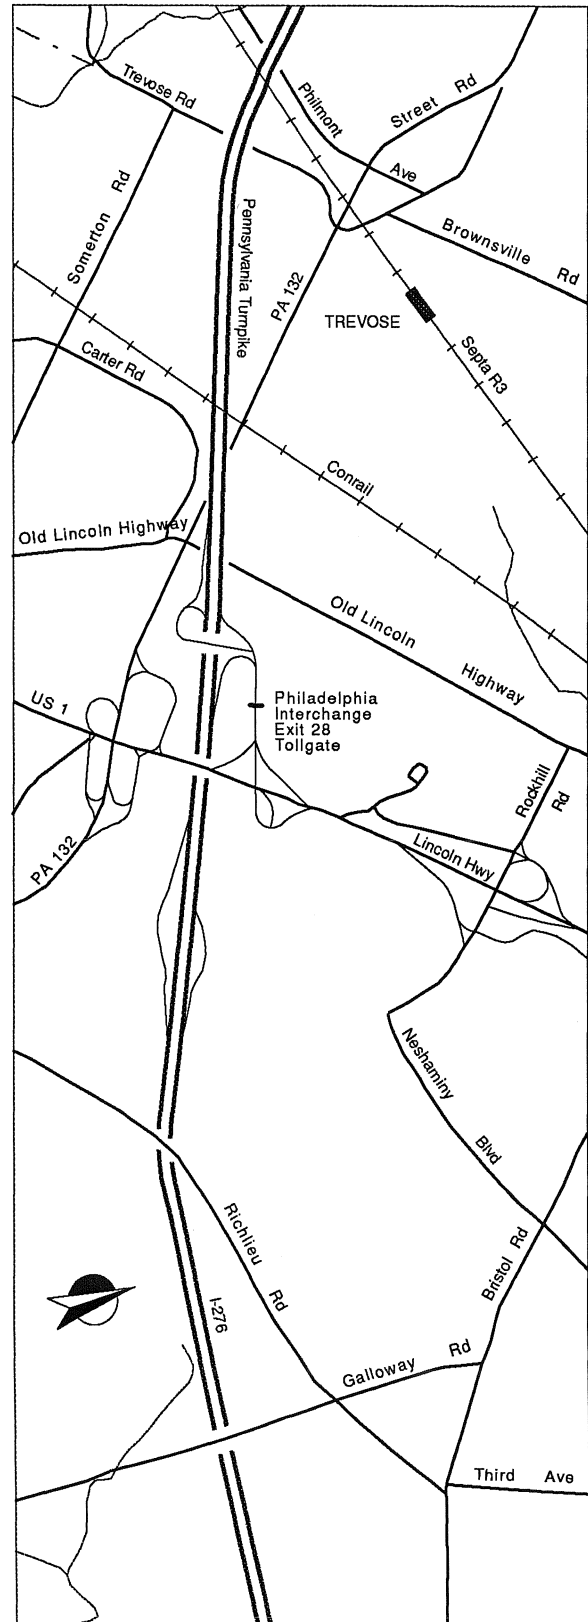 Trevose Rd
Philmont
Ave
Street Rd
Somerton Rd
Pennsylvania Turnpike
PA 132
Brownsville Rd
TREVOSE
Septa R3
Carter Rd
Conrail
Old Lincoln Highway
Old Lincoln
Highway
US 1
Philadelphia
Interchange
Exit 28
Tollgate
Rockhill
Rd
PA 132
Lincoln Hwy
Neshaminy
Blvd
Richlieu
Rd
Bristol Rd
I-276
Galloway Rd
Third Ave